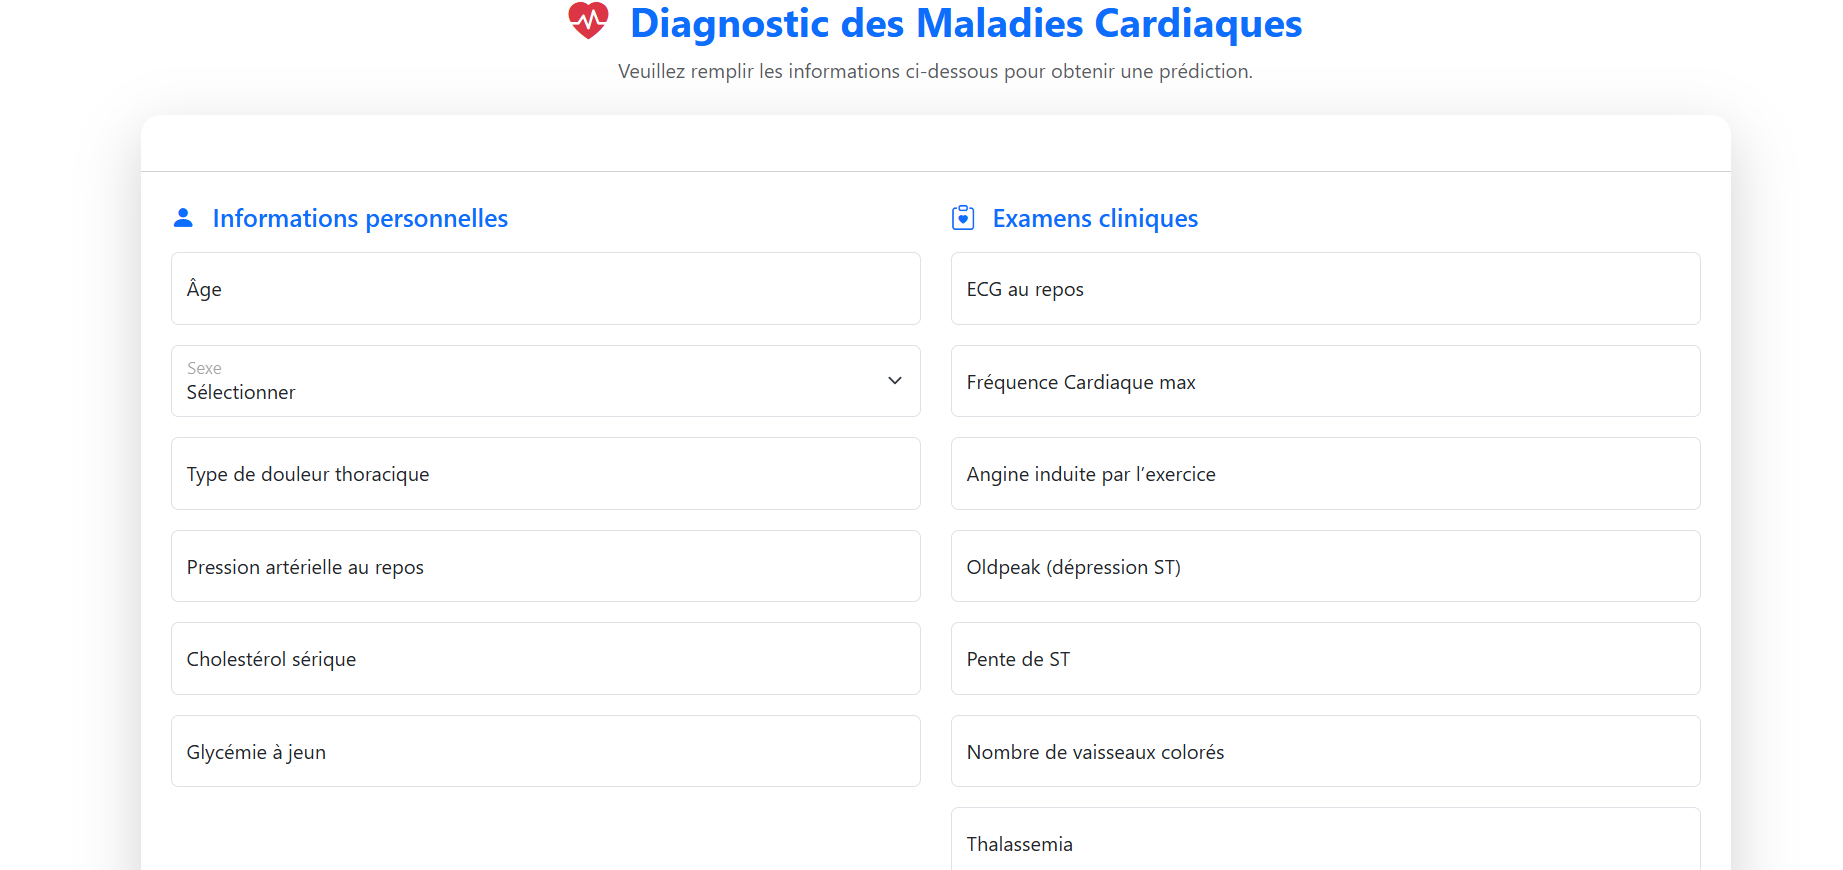 Diagnostic des Maladies Cardiaques
Veuillez remplir les informations ci-dessous pour obtenir une prédiction.
Informations personnelles
Âge
Sexe
Sélectionner
Type de douleur thoracique
Pression artérielle au repos
Cholestérol sérique
Glycémie à jeun
Examens cliniques
ECG au repos
Fréquence Cardiaque max
Angine induite par l’exercice
Oldpeak (dépression ST)
Pente de ST
Nombre de vaisseaux colorés
Thalassemia